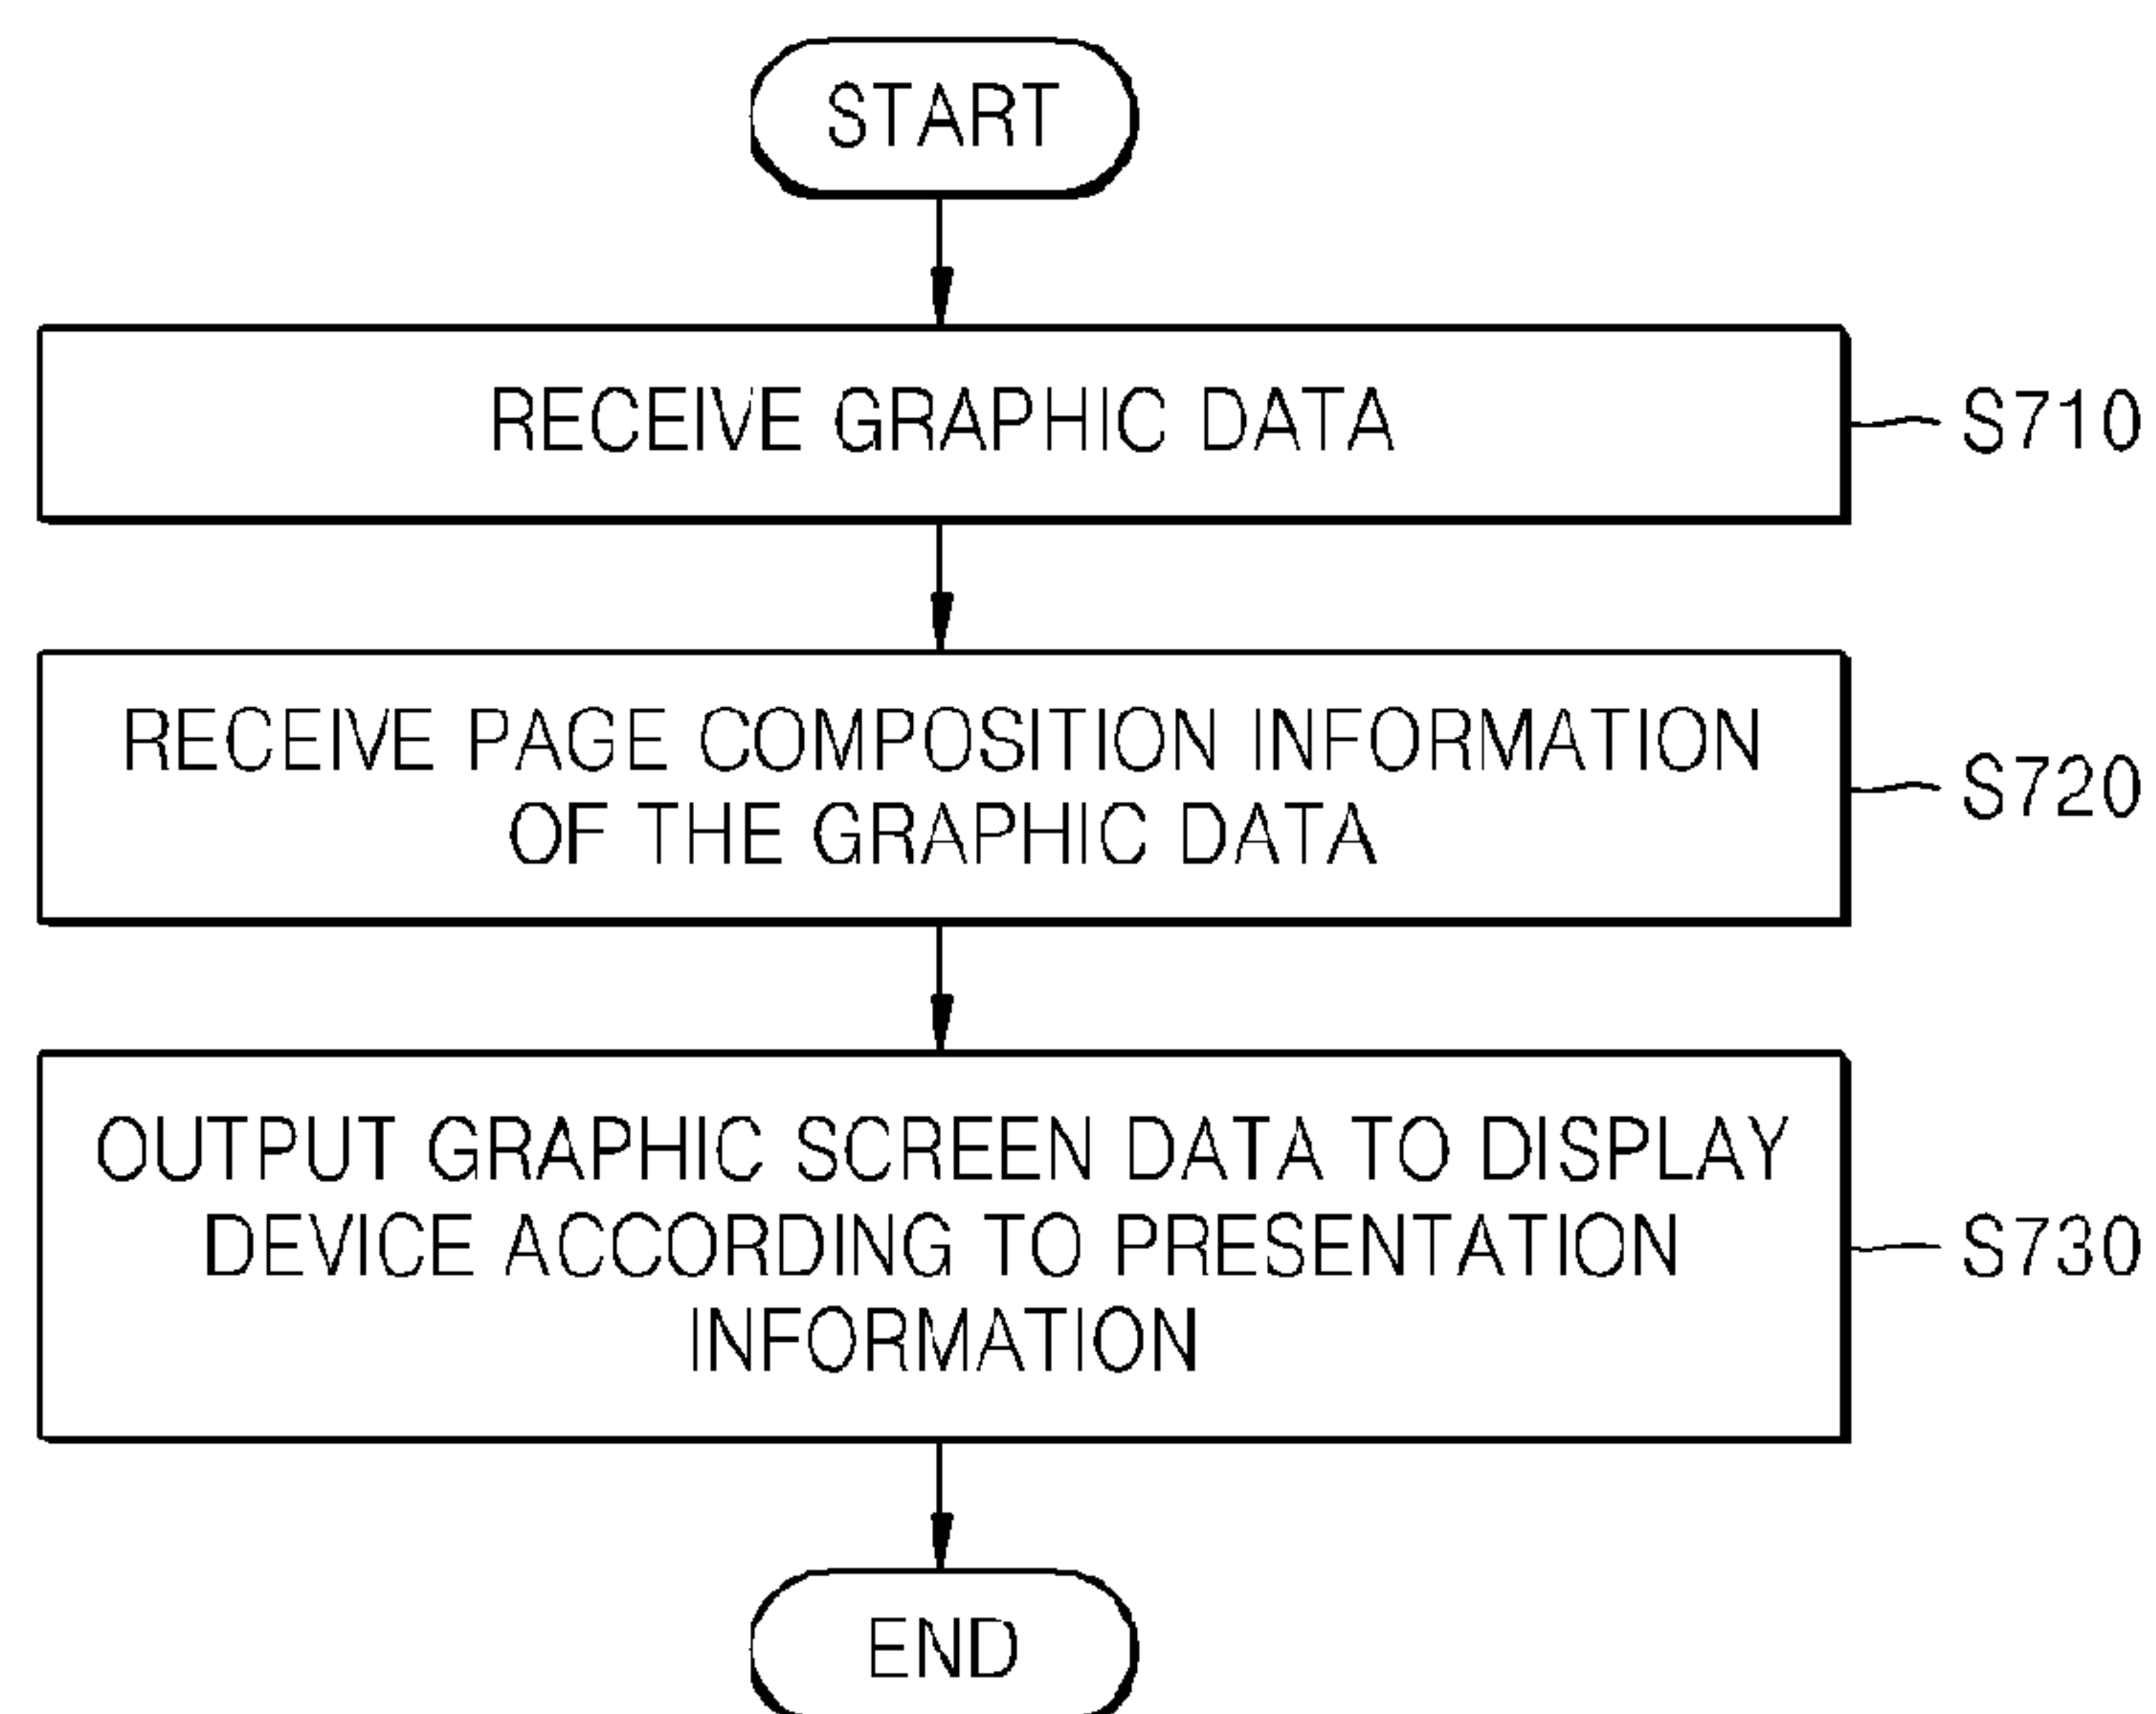 START
RECEIVE GRAPHIC DATA
S710
RECEIVE PAGE COMPOSITION INFORMATION
OF THE GRAPHIC DATA
S720
OUTPUT GRAPHIC SCREEN DATA TO DISPLAY
DEVICE ACCORDING TO PRESENTATION
INFORMATION
S730
END